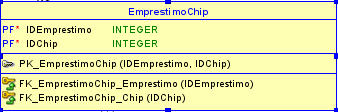 EmprestimoChip
PF* IDEmprestimo INTEGER
PF* IDChip INTEGER
PK_EmprestimoChip (IDEmprestimo, IDChip)
FK_EmprestimoChip_Emprestimo (IDEmprestimo)
FK_EmprestimoChip_Chip (IDChip)